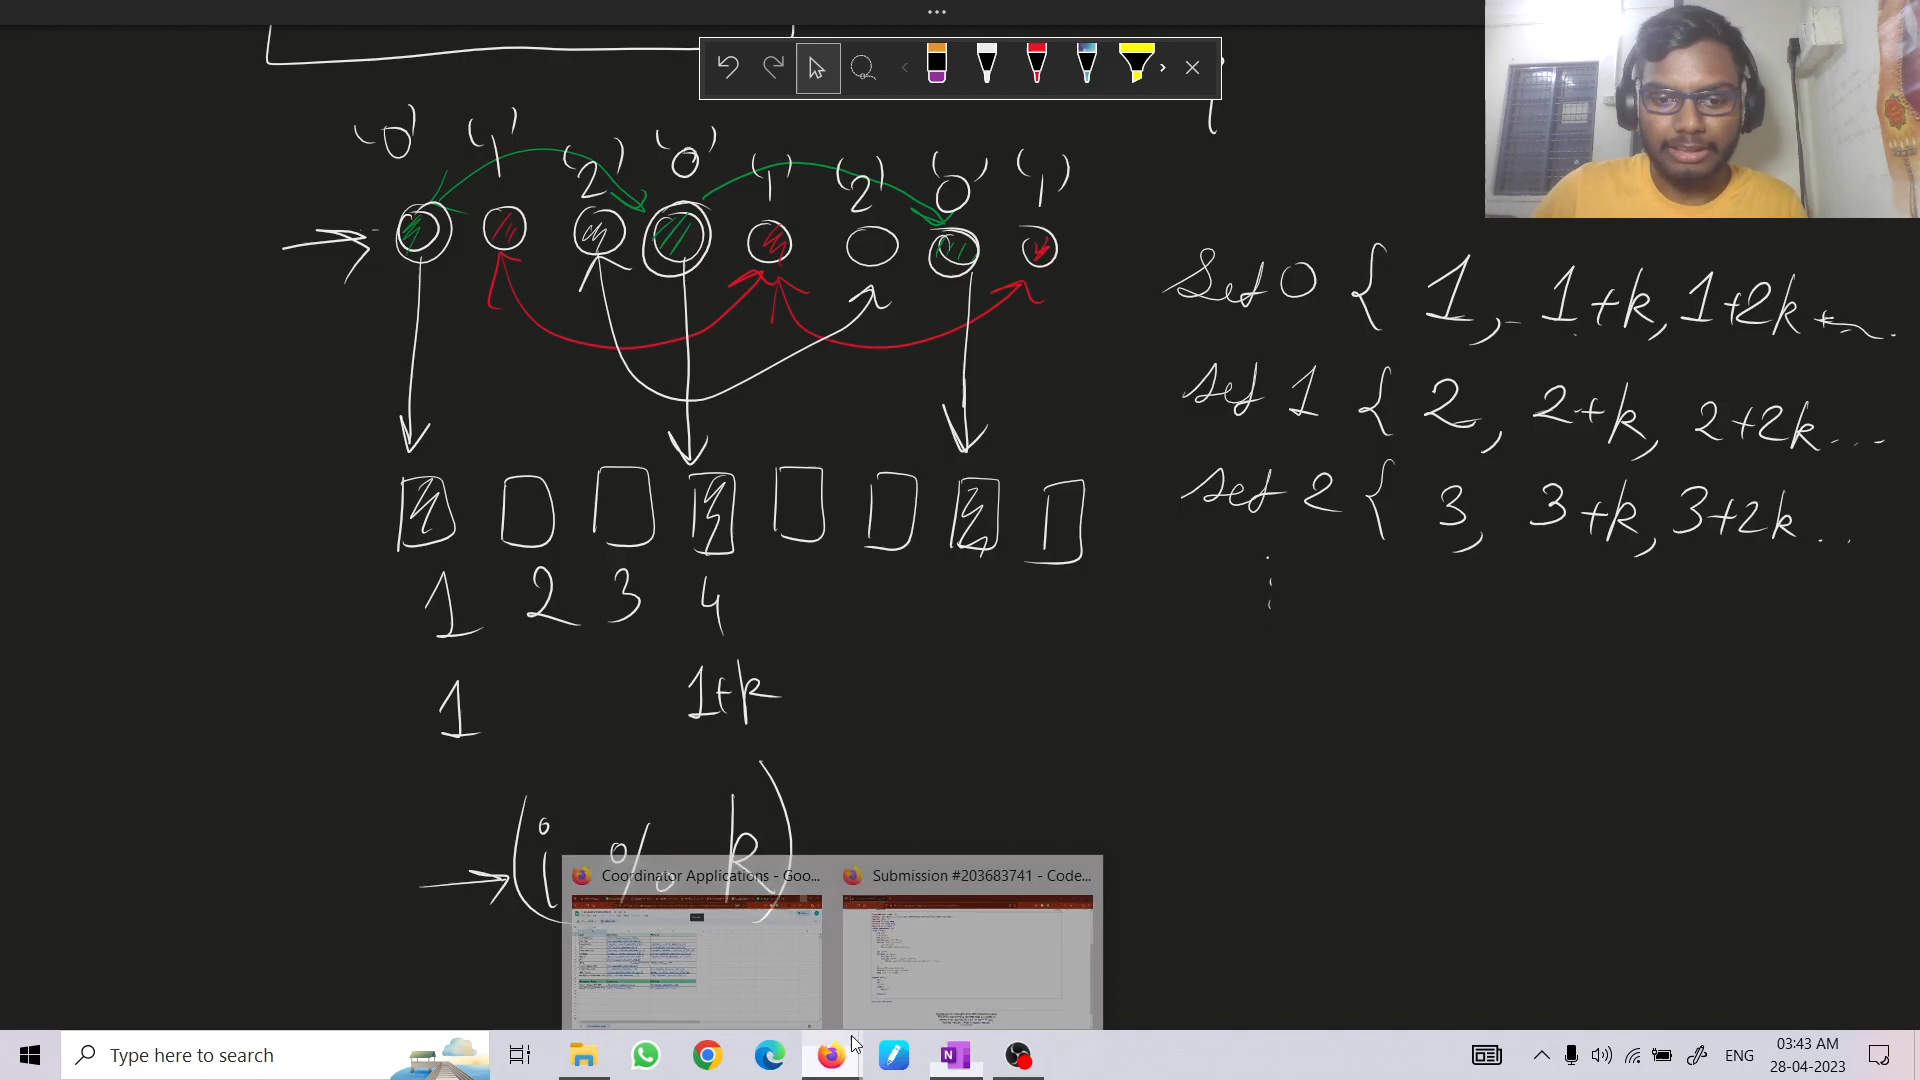 '0' '1' '2' '0' '1' '2' '0' '1'
Set 0 { 1, 1+k, 1+2k+....
set 1 { 2, 2+k, 2+2k...
set 2 { 3, 3+k, 3+2k...
1 2 3 4
1 1+k
(i % k)
Coordinator Applications - Goo... Submission #203683741 - Code...
Type here to search
ENG
03:43 AM
28-04-2023